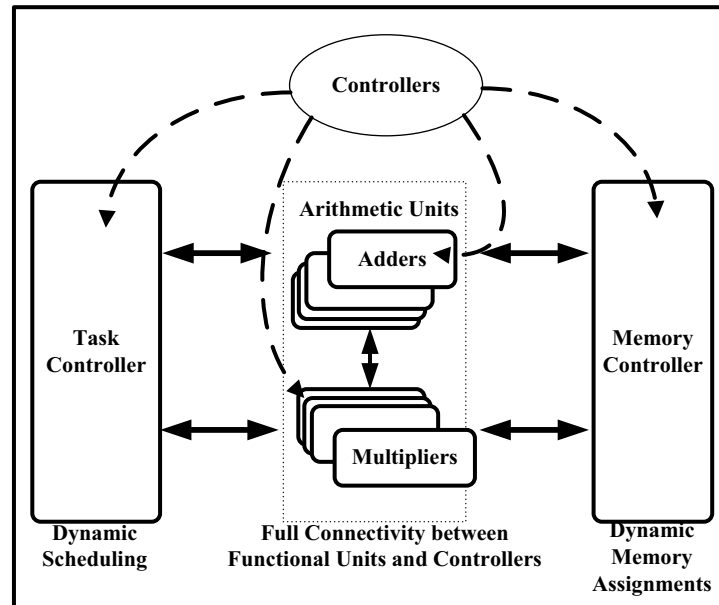 Controllers
Arithmetic Units
Adders
Task
Controller
Memory
Controller
Multipliers
Dynamic
Scheduling
Full Connectivity between
Functional Units and Controllers
Dynamic
Memory
Assignments